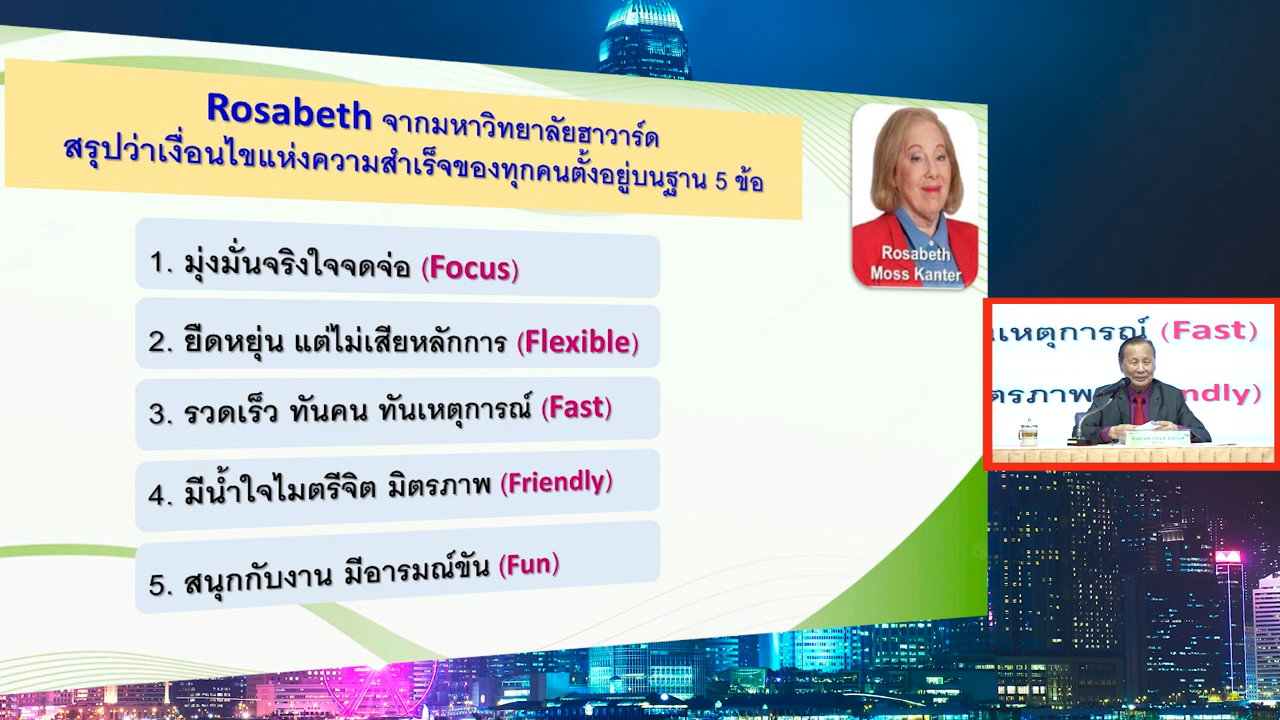 Rosabeth จากมหาวิทยาลัยฮาวาร์ด
สรุปว่าเงื่อนไขแห่งความสำเร็จของทุกคนตั้งอยู่บนฐาน 5 ข้อ
Rosabeth
Moss Kanter
1. มุ่งมั่นจริงใจจดจ่อ (Focus)
2. ยืดหยุ่น แต่ไม่เสียหลักการ (Flexible)
3. รวดเร็ว ทันคน ทันเหตุการณ์ (Fast)
4. มีน้ำใจไมตรีจิต มิตรภาพ (Friendly)
5. สนุกกับงาน มีอารมณ์ขัน (Fun)
นเหตุการณ์ (Fast)
ตรภาพ ndly)